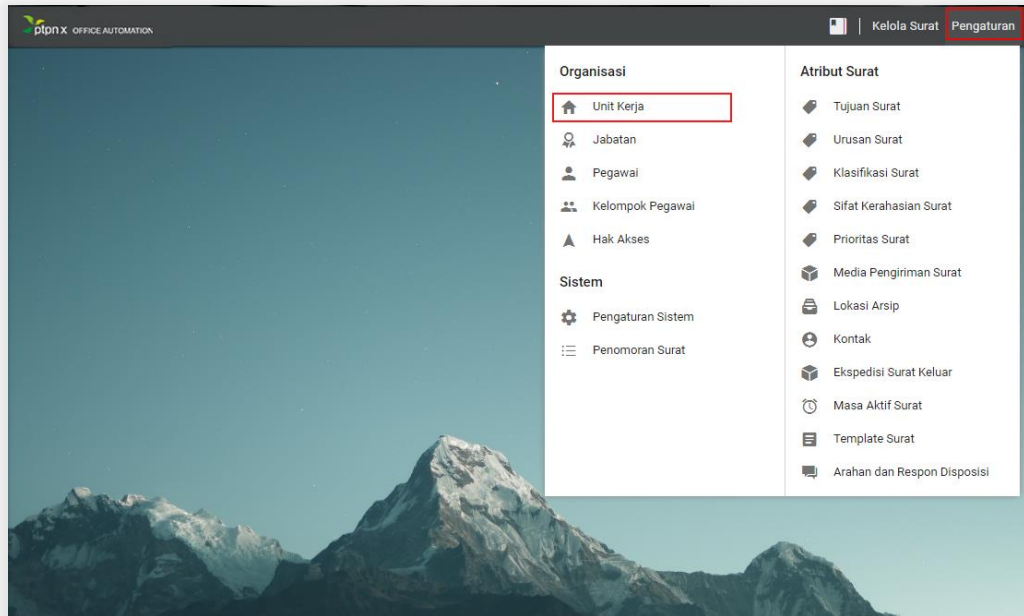 ptpn x OFFICE AUTOMATION
Kelola Surat Pengaturan
Organisasi
Unit Kerja
Jabatan
Pegawai
Kelompok Pegawai
Hak Akses
Sistem
Pengaturan Sistem
Penomoran Surat
Atribut Surat
Tujuan Surat
Urusan Surat
Klasifikasi Surat
Sifat Kerahasian Surat
Prioritas Surat
Media Pengiriman Surat
Lokasi Arsip
Kontak
Ekspedisi Surat Keluar
Masa Aktif Surat
Template Surat
Arahan dan Respon Disposisi